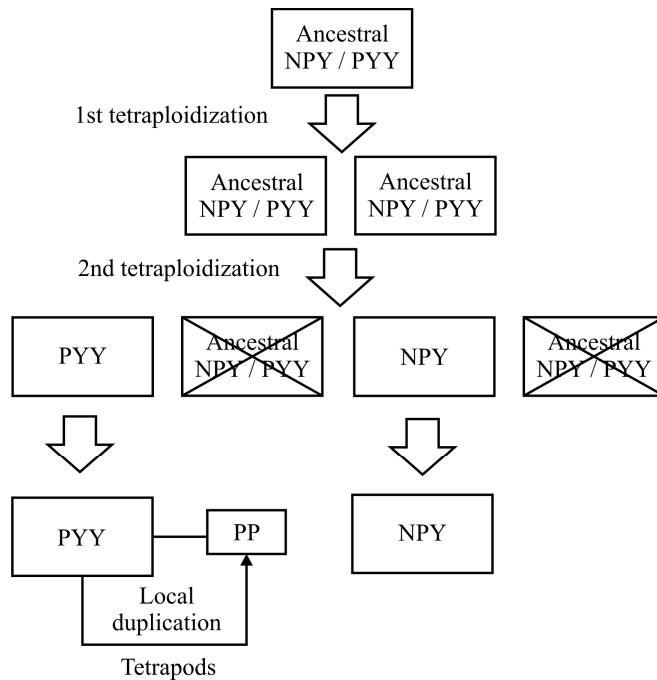 Ancestral
NPY / PYY
1st tetraploidization
Ancestral
NPY / PYY
Ancestral
NPY / PYY
2nd tetraploidization
PYY
Ancestral
NPY / PYY
NPY
Ancestral
NPY / PYY
PYY
PP
NPY
Local
duplication
Tetrapods